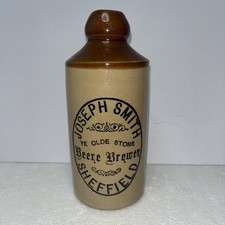 JOSEPH SMITH
YE OLDE STONE
Beere Brewer
SHEFFIELD